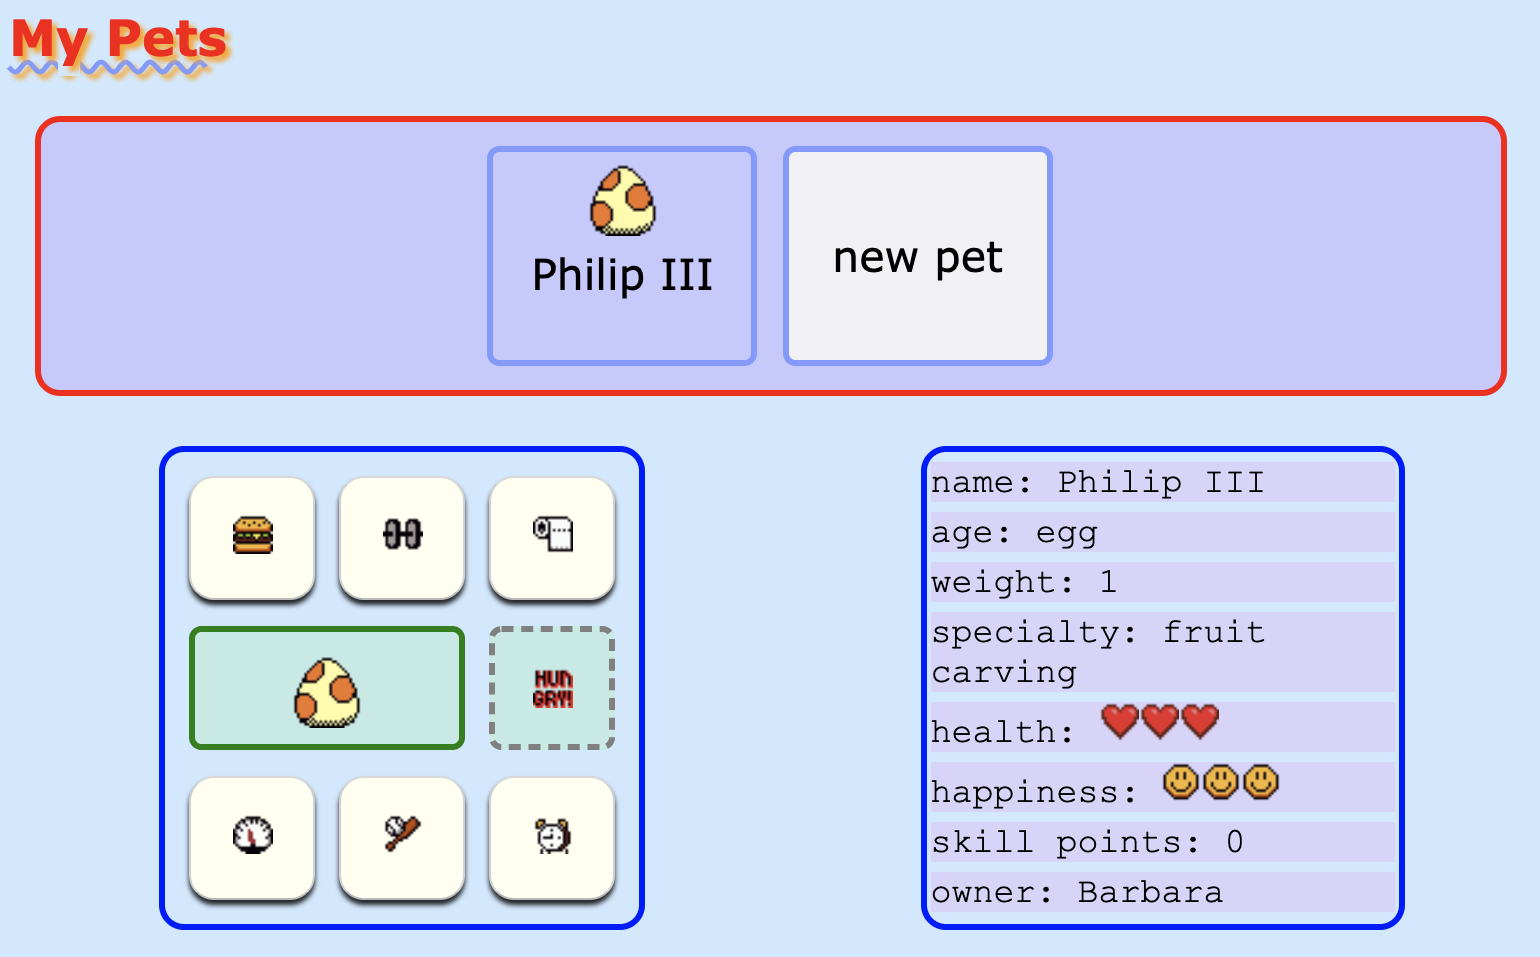 My Pets
Philip III
new pet
HUn
GRY!
name: Philip III
age: egg
weight: 1
specialty: fruit
carving
health:
happiness:
skill points: 0
owner: Barbara